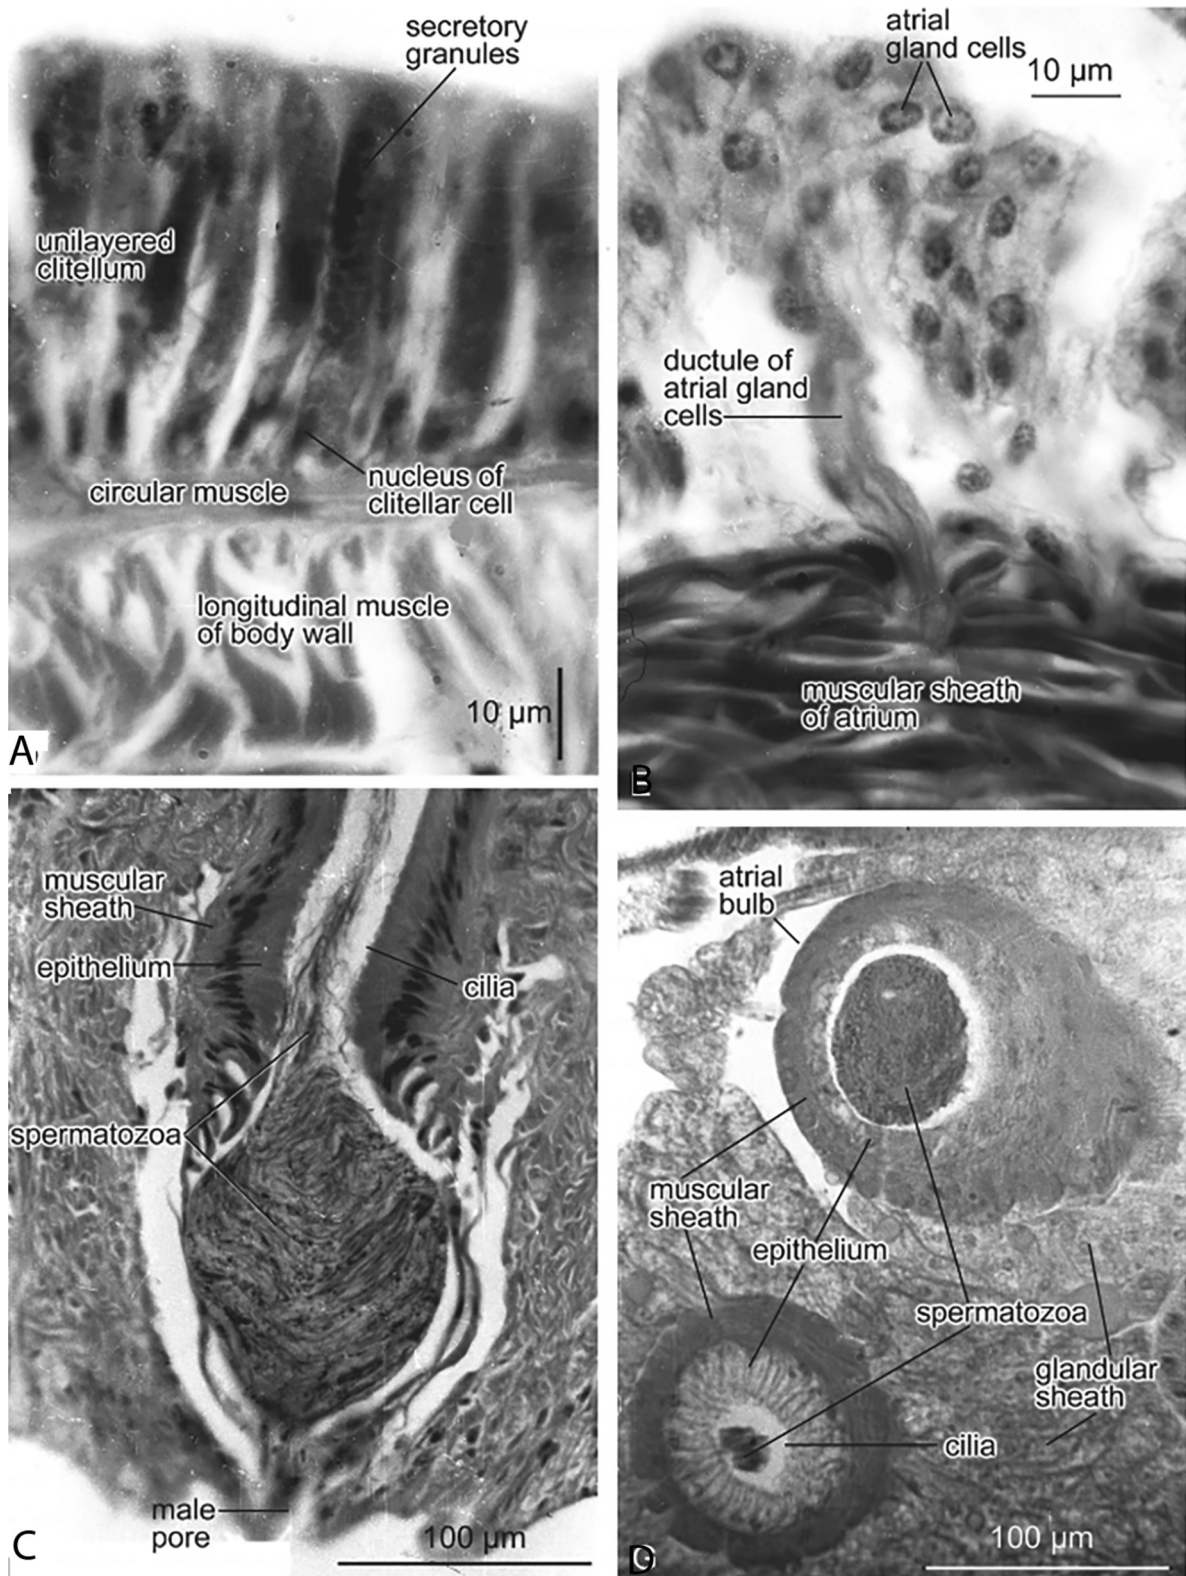 secretory
granules
unilayered
clitellum
circular muscle
nucleus of
clitellar cell
longitudinal muscle
of body wall
10 µm
A
atrial
gland cells
10 µm
ductule of
atrial gland
cells
muscular sheath
of atrium
B
muscular
sheath
epithelium
cilia
spermatozoa
male
pore
100 µm
C
atrial
bulb
muscular
sheath
epithelium
spermatozoa
glandular
sheath
cilia
100 µm
D